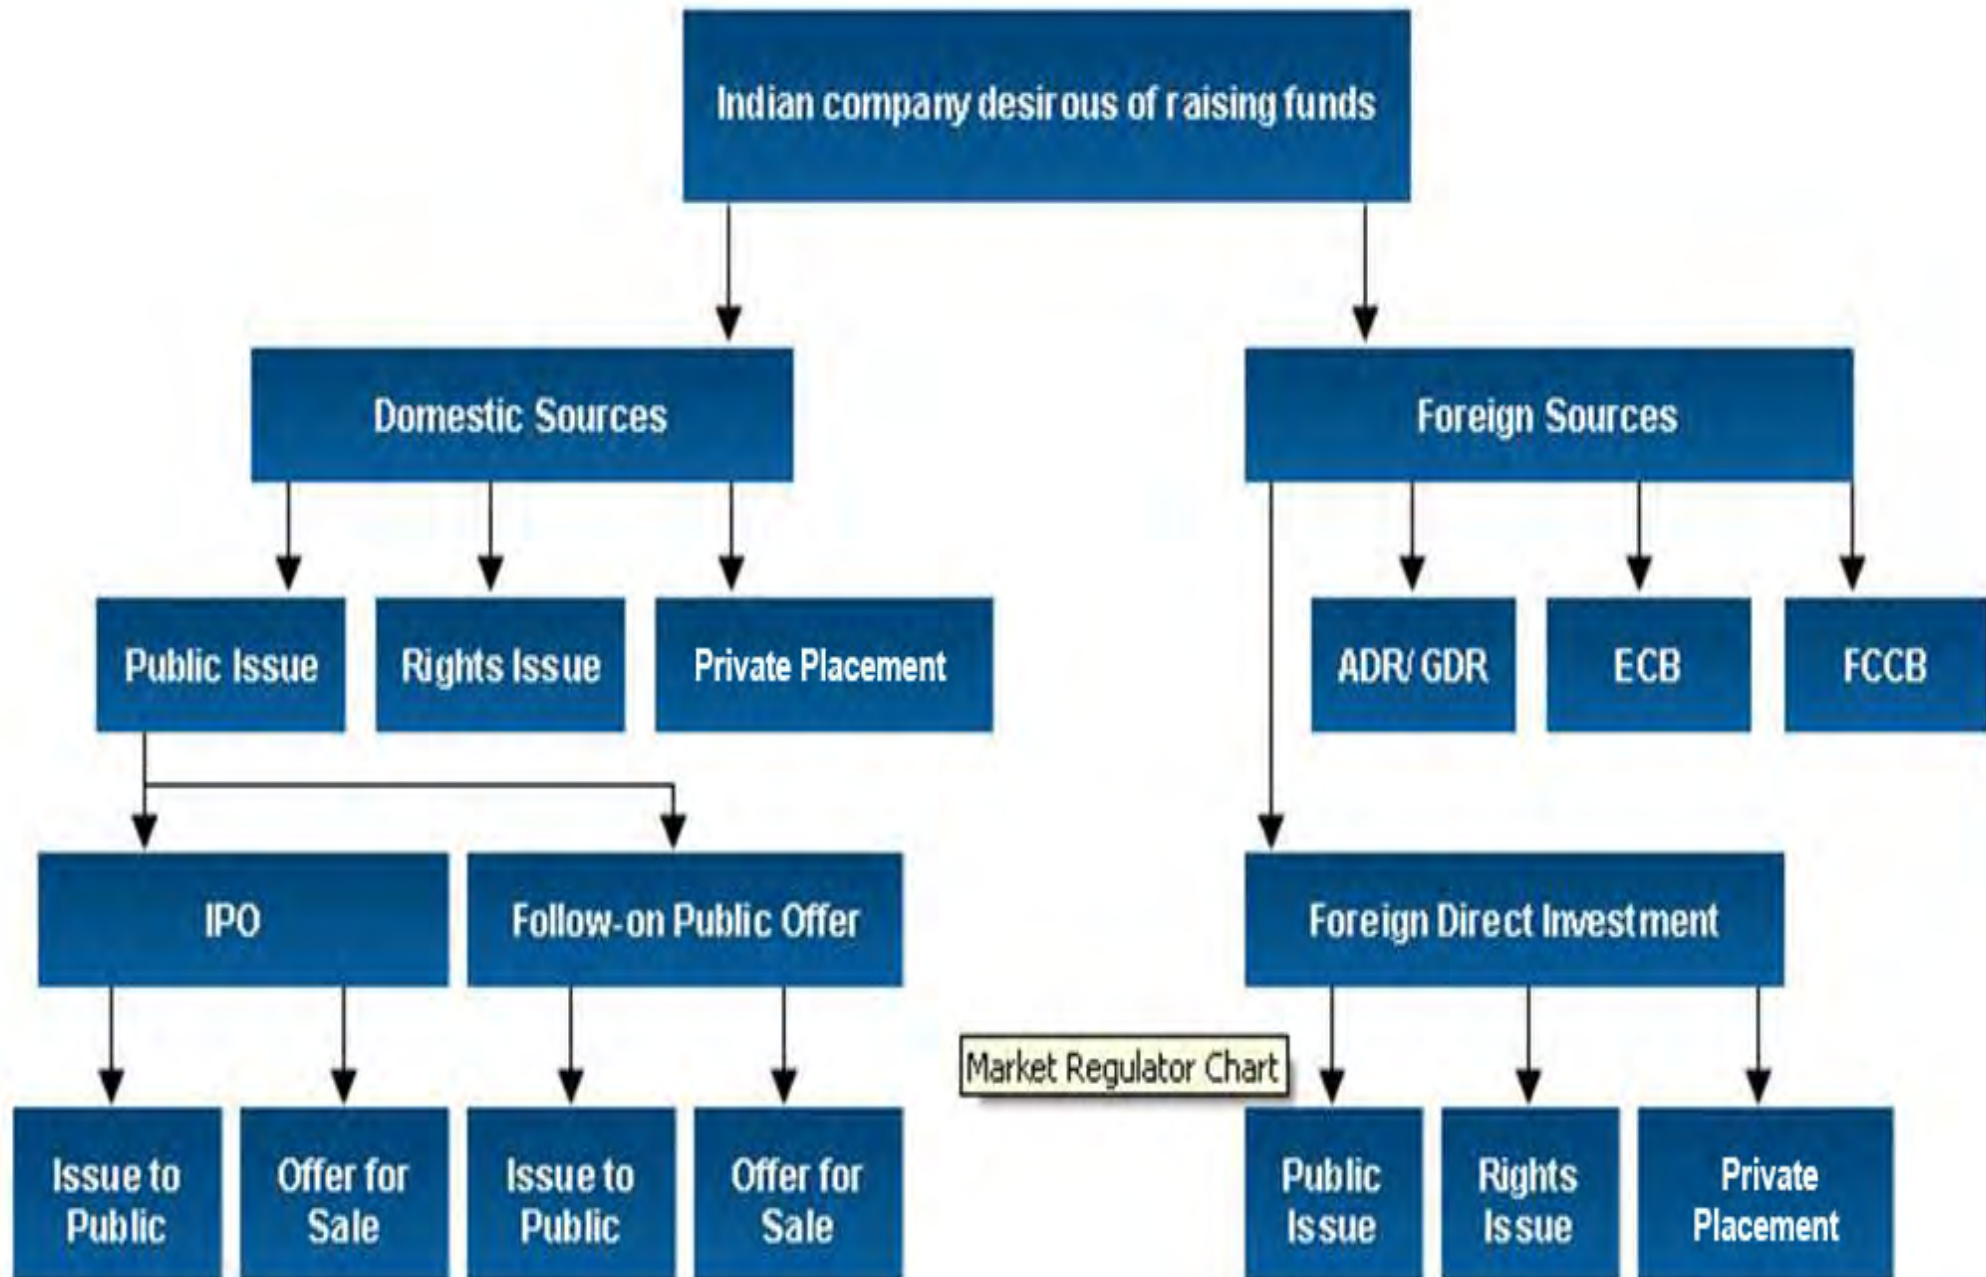 Indian company desirous of raising funds
Domestic Sources
Foreign Sources
Public Issue
Rights Issue
Private Placement
ADR/ GDR
ECB
FCCB
IPO
Follow-on Public Offer
Foreign Direct Investment
Market Regulator Chart
Issue to
Public
Offer for
Sale
Issue to
Public
Offer for
Sale
Public
Issue
Rights
Issue
Private
Placement